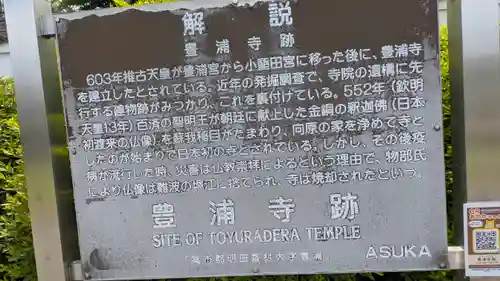 解説
豊浦寺跡
603年推古天皇が豊浦宮から小墾田宮に移った後に、豊浦寺
を建立したとされている。近年の発掘調査で、寺院の遺構に先
行する建物跡がみつかり、これを裏付けている。552年（欽明
天皇13年）百済の聖明王が朝廷に献上した金銅の釈迦佛（日本
初渡来の仏像）を蘇我稲目がたまわり、向原の家を浄めて寺と
したのが始まりで日本初の寺とされている。しかし、その後疫
病が流行した時、災害は仏教崇拝によるという理由で、物部氏
により仏像は難波の堀江に捨てられ、寺は焼却されたという。
豊浦寺跡
SITE OF TOYURADERA TEMPLE
ASUKA